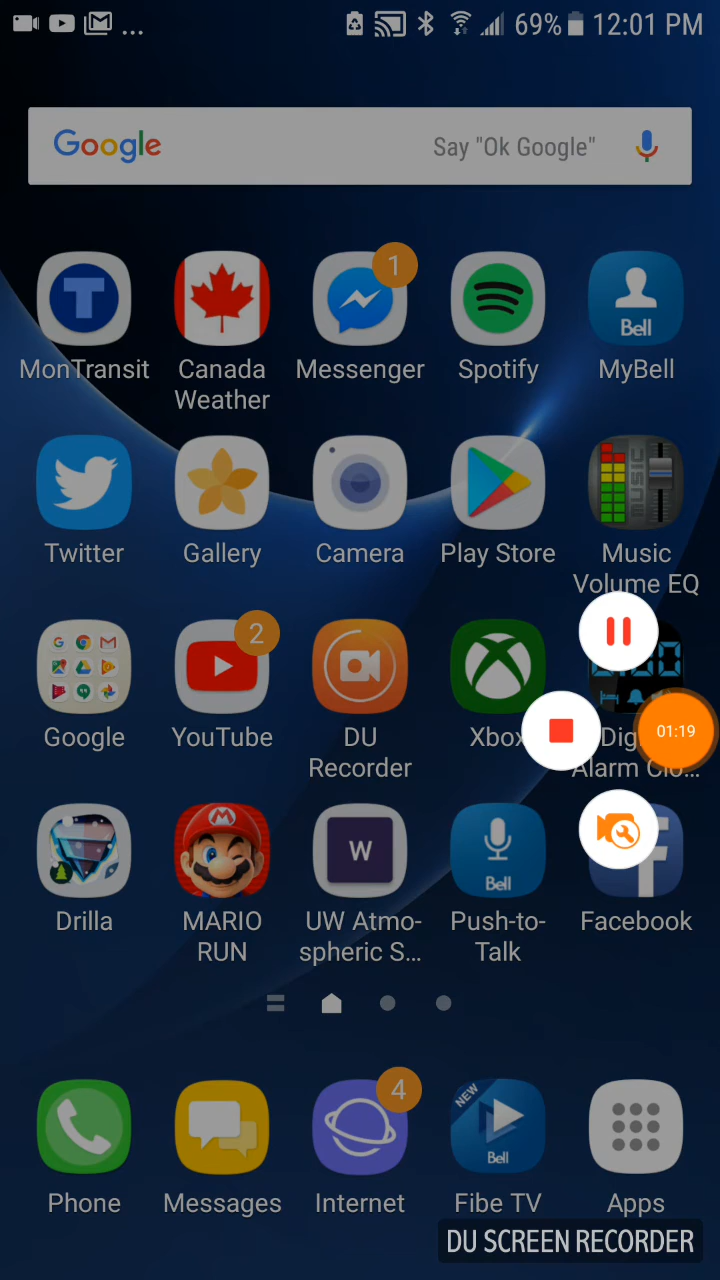 ... 69% 12:01 PM
Google Say "Ok Google"
1
MonTransit Canada Weather Messenger Spotify Bell MyBell
MUSIC
Twitter Gallery Camera Play Store Music Volume EQ
2
Google YouTube DU Recorder Xbox
01:19
Alarm Clo...
W Bell
Drilla MARIO RUN UW Atmo-spheric S... Push-to-Talk Facebook
4
NEW Bell
Phone Messages Internet Fibe TV Apps
DU SCREEN RECORDER